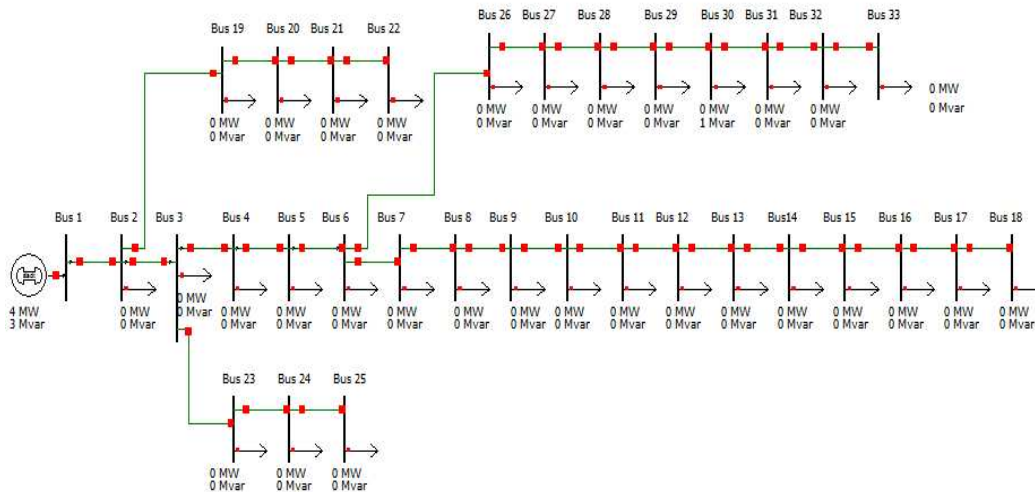 Bus 26 Bus 27 Bus 28 Bus 29 Bus 30 Bus 31 Bus 32 Bus 33
Bus 19 Bus 20 Bus 21 Bus 22
0 MW
0 Mvar
0 MW 0 MW 0 MW 0 MW 0 MW 0 MW 0 MW
0 Mvar 0 Mvar 0 Mvar 0 Mvar 1 Mvar 0 Mvar 0 Mvar
0 MW 0 MW 0 MW 0 MW
0 Mvar 0 Mvar 0 Mvar 0 Mvar
Bus 1 Bus 2 Bus 3 Bus 4 Bus 5 Bus 6 Bus 7 Bus 8 Bus 9 Bus 10 Bus 11 Bus 12 Bus 13 Bus14 Bus 15 Bus 16 Bus 17 Bus 18
0 MW
0 Mvar
4 MW 0 MW 0 MW 0 MW 0 MW 0 MW 0 MW 0 MW 0 MW 0 MW 0 MW 0 MW 0 MW 0 MW 0 MW 0 MW 0 MW
3 Mvar 0 Mvar 0 Mvar 0 Mvar 0 Mvar 0 Mvar 0 Mvar 0 Mvar 0 Mvar 0 Mvar 0 Mvar 0 Mvar 0 Mvar 0 Mvar 0 Mvar 0 Mvar 0 Mvar
Bus 23 Bus 24 Bus 25
0 MW 0 MW 0 MW
0 Mvar 0 Mvar 0 Mvar